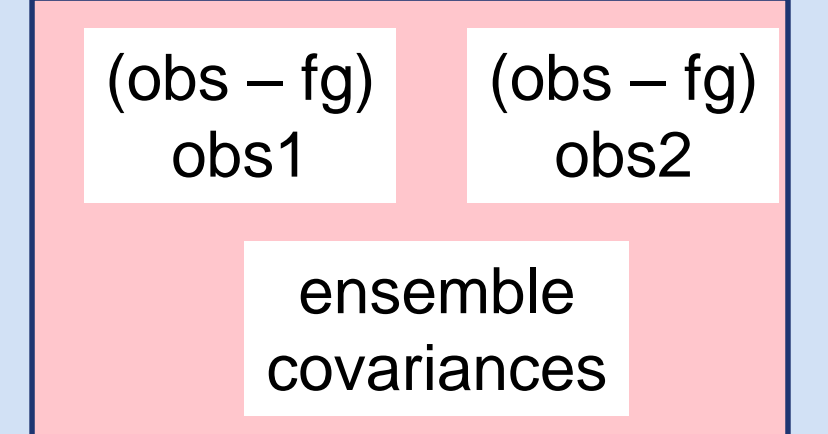 (obs – fg)
obs1
(obs – fg)
obs2
ensemble
covariances